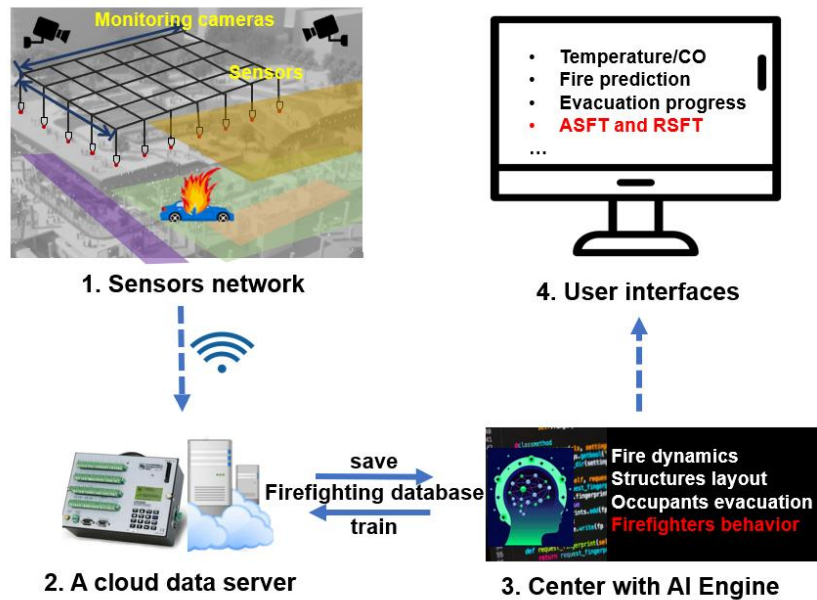 Monitoring cameras
Sensors
1. Sensors network
• Temperature/CO
• Fire prediction
• Evacuation progress
• ASFT and RSFT
...
4. User interfaces
save
Firefighting database
train
2. A cloud data server
Fire dynamics
Structures layout
Occupants evacuation
Firefighters behavior
3. Center with AI Engine